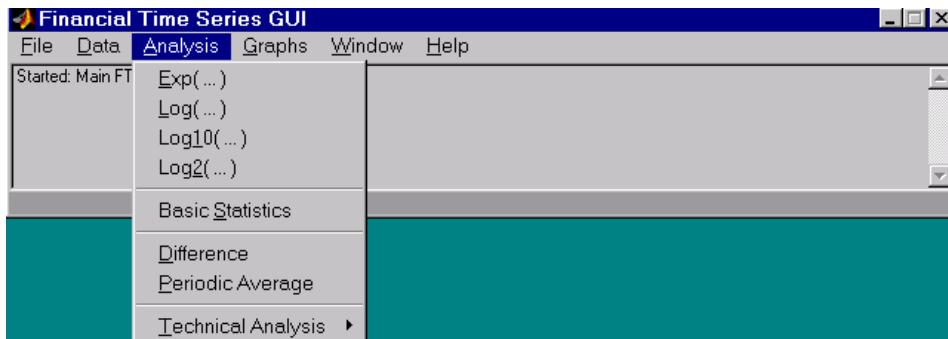 Financial Time Series GUI
File Data Analysis Graphs Window Help
Started: Main FT
Exp(...)
Log(...)
Log10(...)
Log2(...)
Basic Statistics
Difference
Periodic Average
Technical Analysis